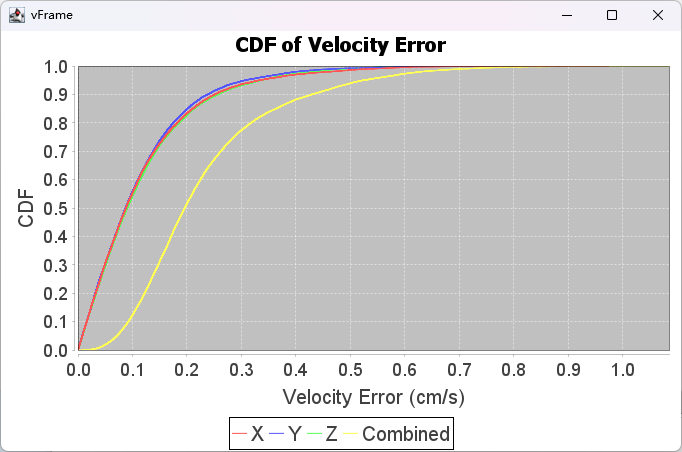 vFrame
CDF of Velocity Error
1.0
0.9
0.8
0.7
0.6
0.5
0.4
0.3
0.2
0.1
0.0
CDF
0.0 0.1 0.2 0.3 0.4 0.5 0.6 0.7 0.8 0.9 1.0
Velocity Error (cm/s)
X Y Z Combined